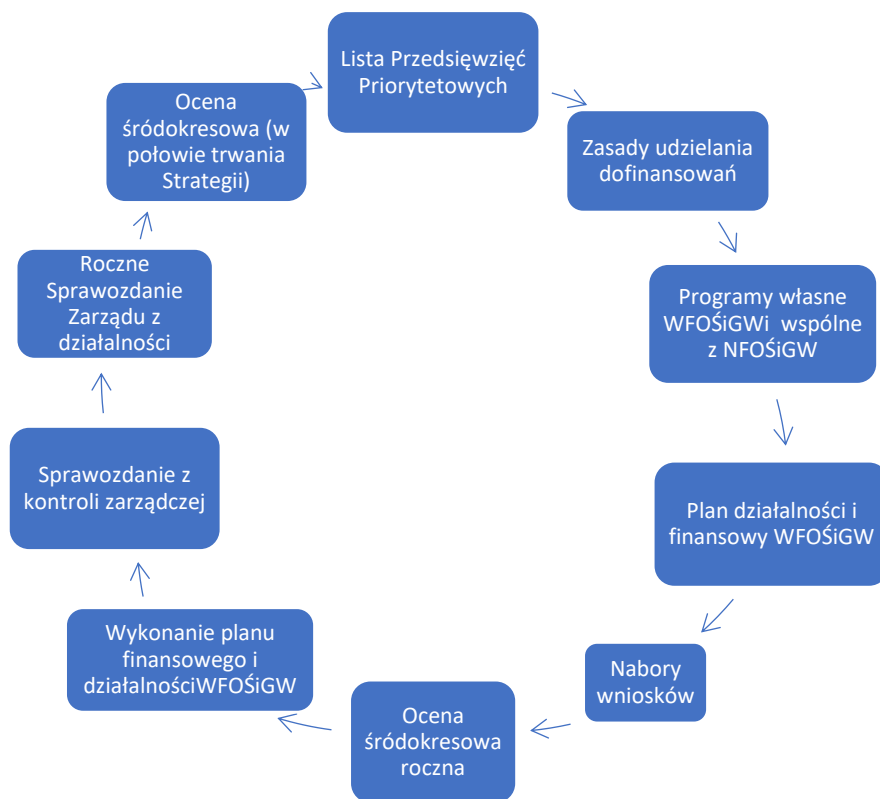 Lista Przedsięwzięć
Priorytetowych
Zasady udzielania
dofinansowań
Programy własne
WFOŚiGWi wspólne
z NFOŚiGW
Plan działalności i
finansowy WFOŚiGW
Nabory
wniosków
Ocena
śródokresowa
roczna
Wykonanie planu
finansowego i
działalnościWFOŚiGW
Sprawozdanie z
kontroli zarządczej
Roczne
Sprawozdanie
Zarządu z
działalności
Ocena
śródokresowa (w
połowie trwania
Strategii)